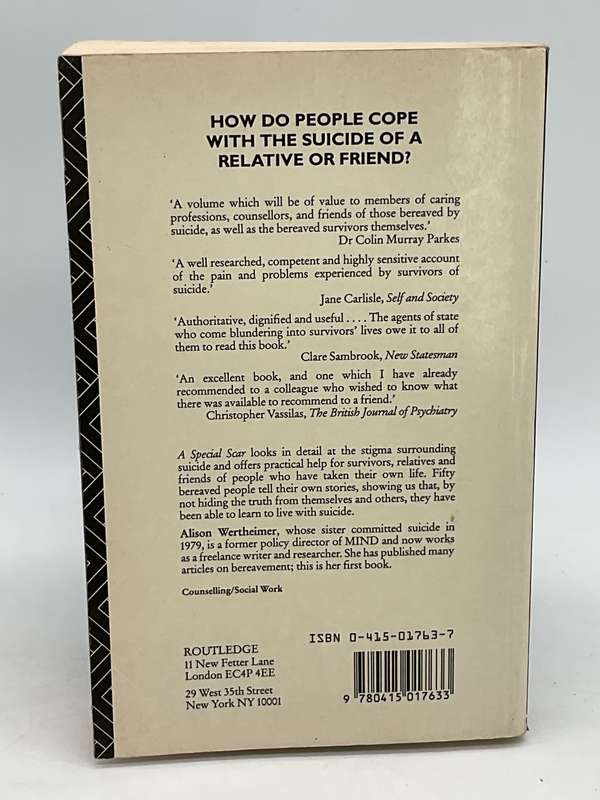 HOW DO PEOPLE COPE
WITH THE SUICIDE OF A
RELATIVE OR FRIEND?
'A volume which will be of value to members of caring
professions, counsellors, and friends of those bereaved by
suicide, as well as the bereaved survivors themselves.'
Dr Colin Murray Parkes
'A well researched, competent and highly sensitive account
of the pain and problems experienced by survivors of
suicide.'
Jane Carlisle, Self and Society
'Authoritative, dignified and useful . . . . The agents of state
who come blundering into survivors' lives owe it to all of
them to read this book.'
Clare Sambrook, New Statesman
'An excellent book, and one which I have already
recommended to a colleague who wished to know what
there was available to recommend to a friend.'
Christopher Vassilas, The British Journal of Psychiatry
A Special Scar looks in detail at the stigma surrounding
suicide and offers practical help for survivors, relatives and
friends of people who have taken their own life. Fifty
bereaved people tell their own stories, showing us that, by
not hiding the truth from themselves and others, they have
been able to learn to live with suicide.
Alison Wertheimer, whose sister committed suicide in
1979, is a former policy director of MIND and now works
as a freelance writer and researcher. She has published many
articles on bereavement; this is her first book.
Counselling/Social Work
ISBN 0-415-01763-7
ROUTLEDGE
11 New Fetter Lane
London EC4P 4EE
29 West 35th Street
New York NY 10001
9 780415 017633